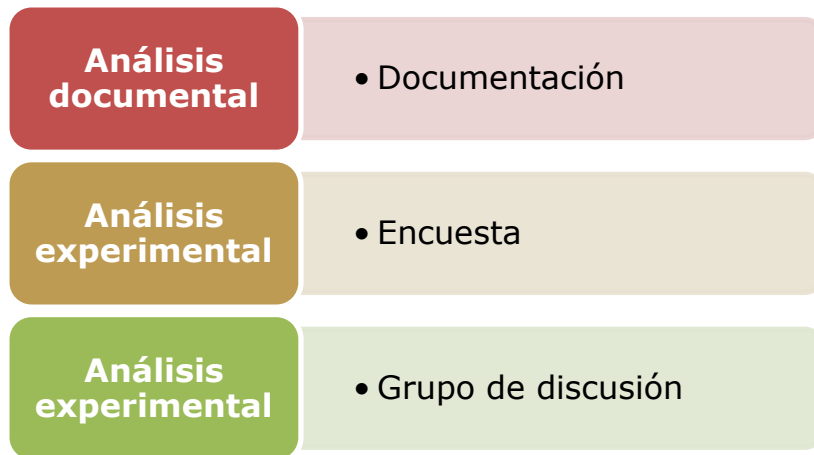 Análisis
documental
• Documentación
Análisis
experimental
• Encuesta
Análisis
experimental
• Grupo de discusión